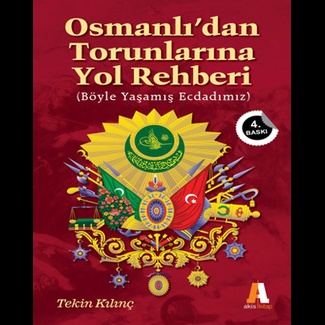 Osmanlı'dan
Torunlarına
Yol Rehberi
(Böyle Yaşamış Ecdadımız)
4.
BASKI
Tekin Kılınç
akis kitap